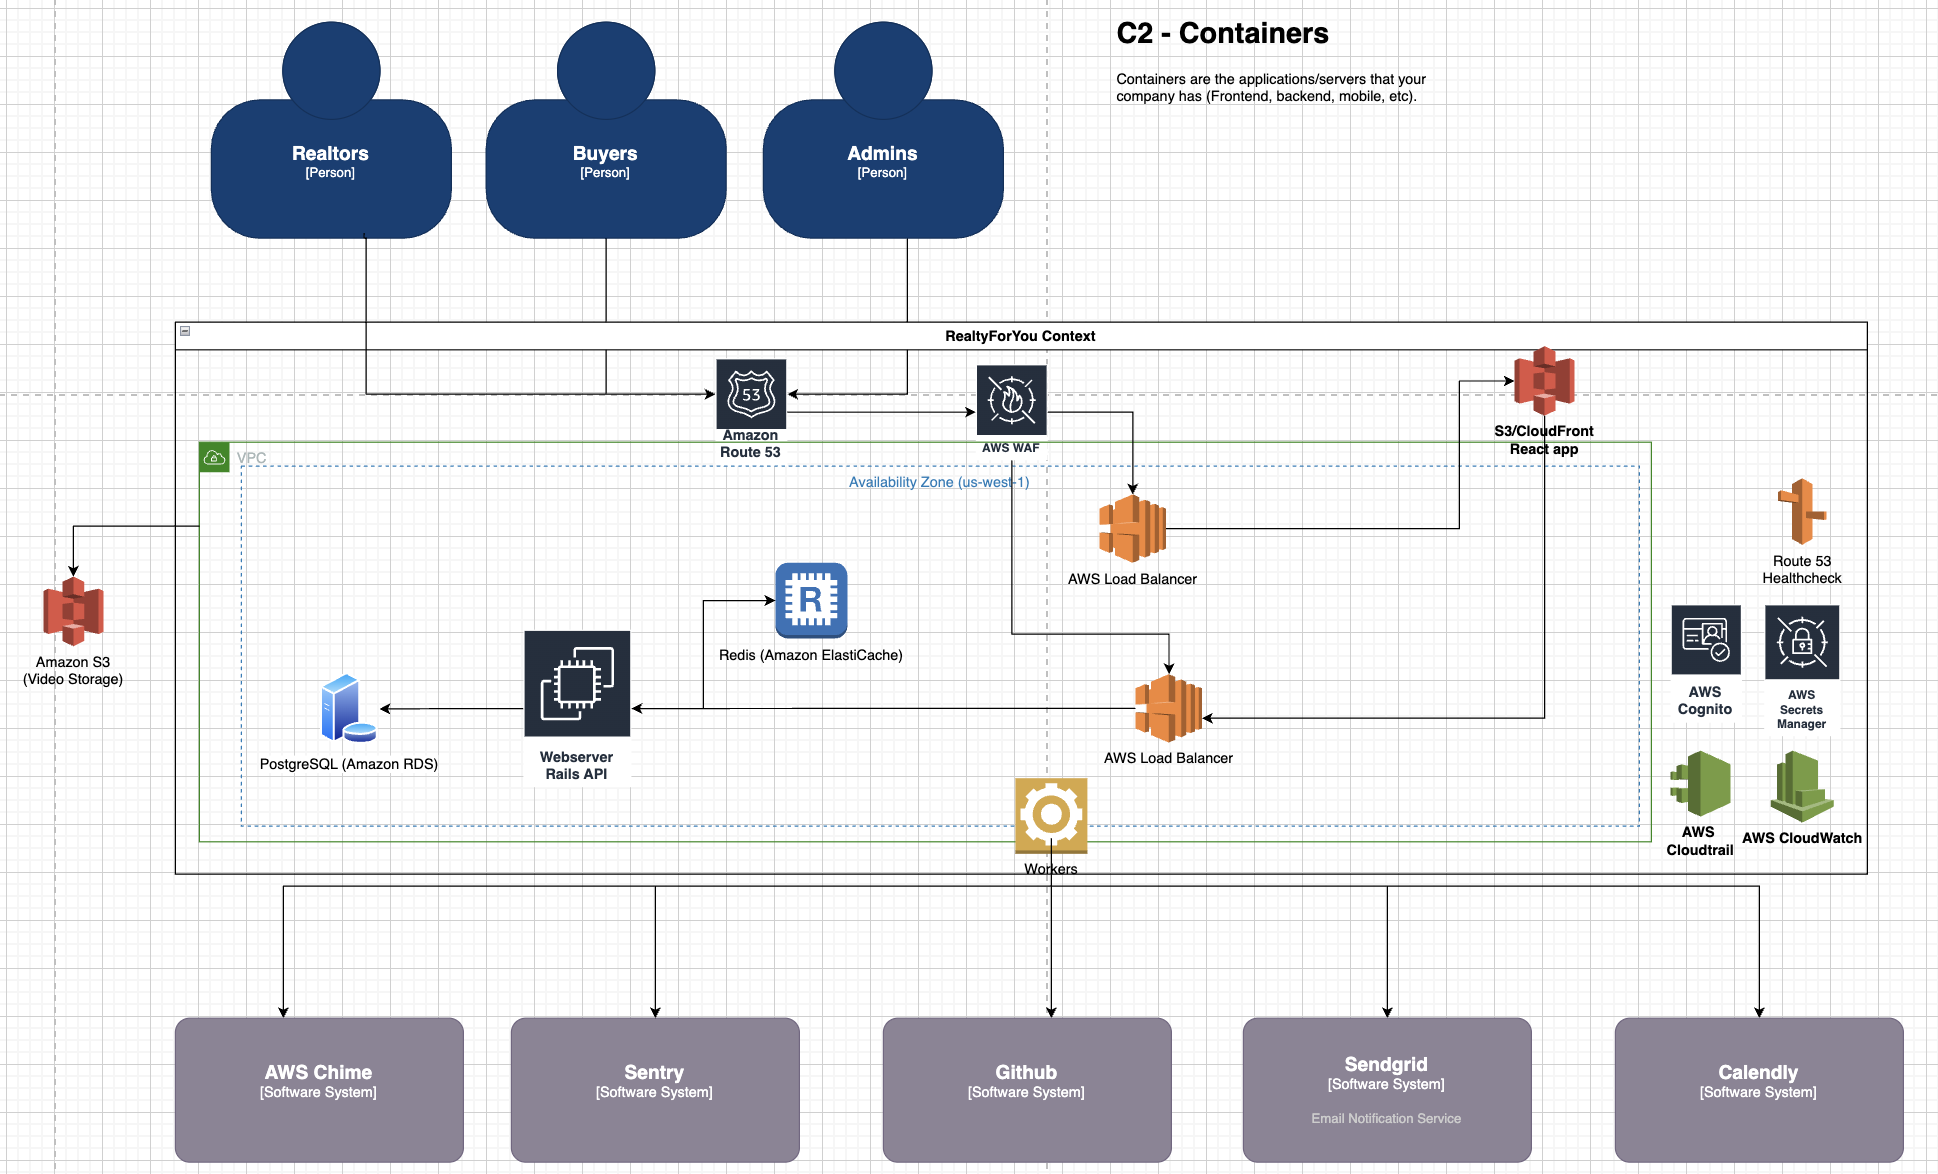 C2 - Containers
Containers are the applications/servers that your
company has (Frontend, backend, mobile, etc).
Realtors
[Person]
Buyers
[Person]
Admins
[Person]
RealtyForYou Context
53
Amazon
Route 53
AWS WAF
S3/CloudFront
React app
VPC
Availability Zone (us-west-1)
AWS Load Balancer
Route 53
Healthcheck
R
Redis (Amazon ElastiCache)
Amazon S3
(Video Storage)
AWS
Cognito
AWS
Secrets
Manager
PostgreSQL (Amazon RDS)
Webserver
Rails API
AWS Load Balancer
AWS
Cloudtrail
AWS CloudWatch
Workers
AWS Chime
[Software System]
Sentry
[Software System]
Github
[Software System]
Sendgrid
[Software System]
Email Notification Service
Calendly
[Software System]